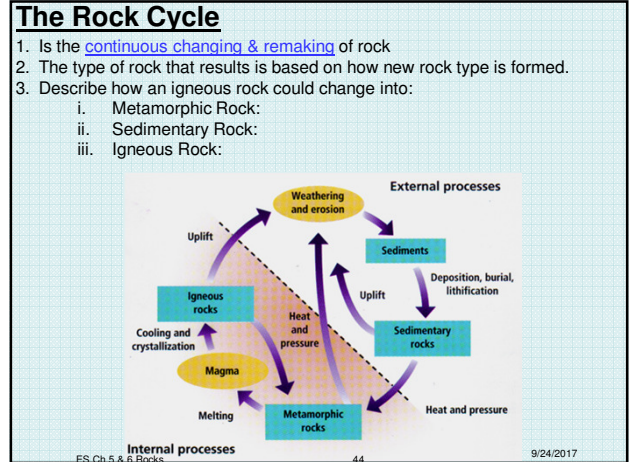 The Rock Cycle
1. Is the continuous changing & remaking of rock
2. The type of rock that results is based on how new rock type is formed.
3. Describe how an igneous rock could change into:
i. Metamorphic Rock:
ii. Sedimentary Rock:
iii. Igneous Rock:
External processes
Weathering
and erosion
Uplift
Sediments
Deposition, burial,
lithification
Uplift
Igneous
rocks
Heat
and
pressure
Sedimentary
rocks
Cooling and
crystallization
Magma
Melting
Metamorphic
rocks
Heat and pressure
Internal processes
ES Ch 5 & 6 Rocks
44
9/24/2017